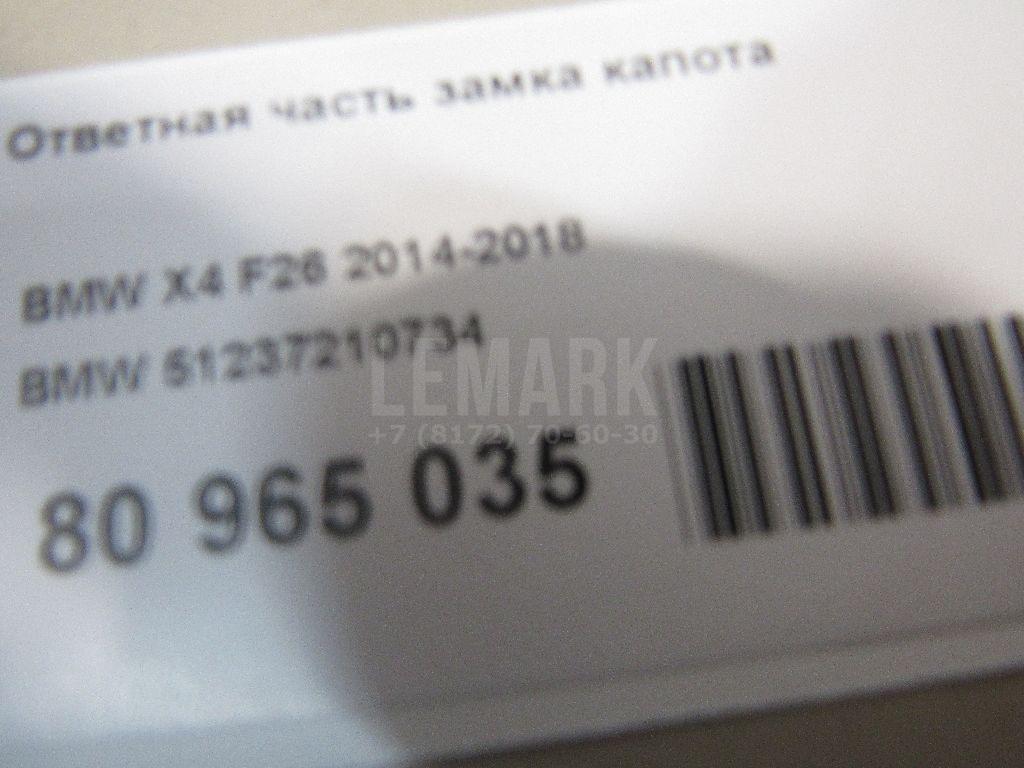 Ответная часть замка капота
BMW X4 F26 2014-2018
BMW 51237210734
LEMARK
+7 (8172) 70-60-30
80 965 035